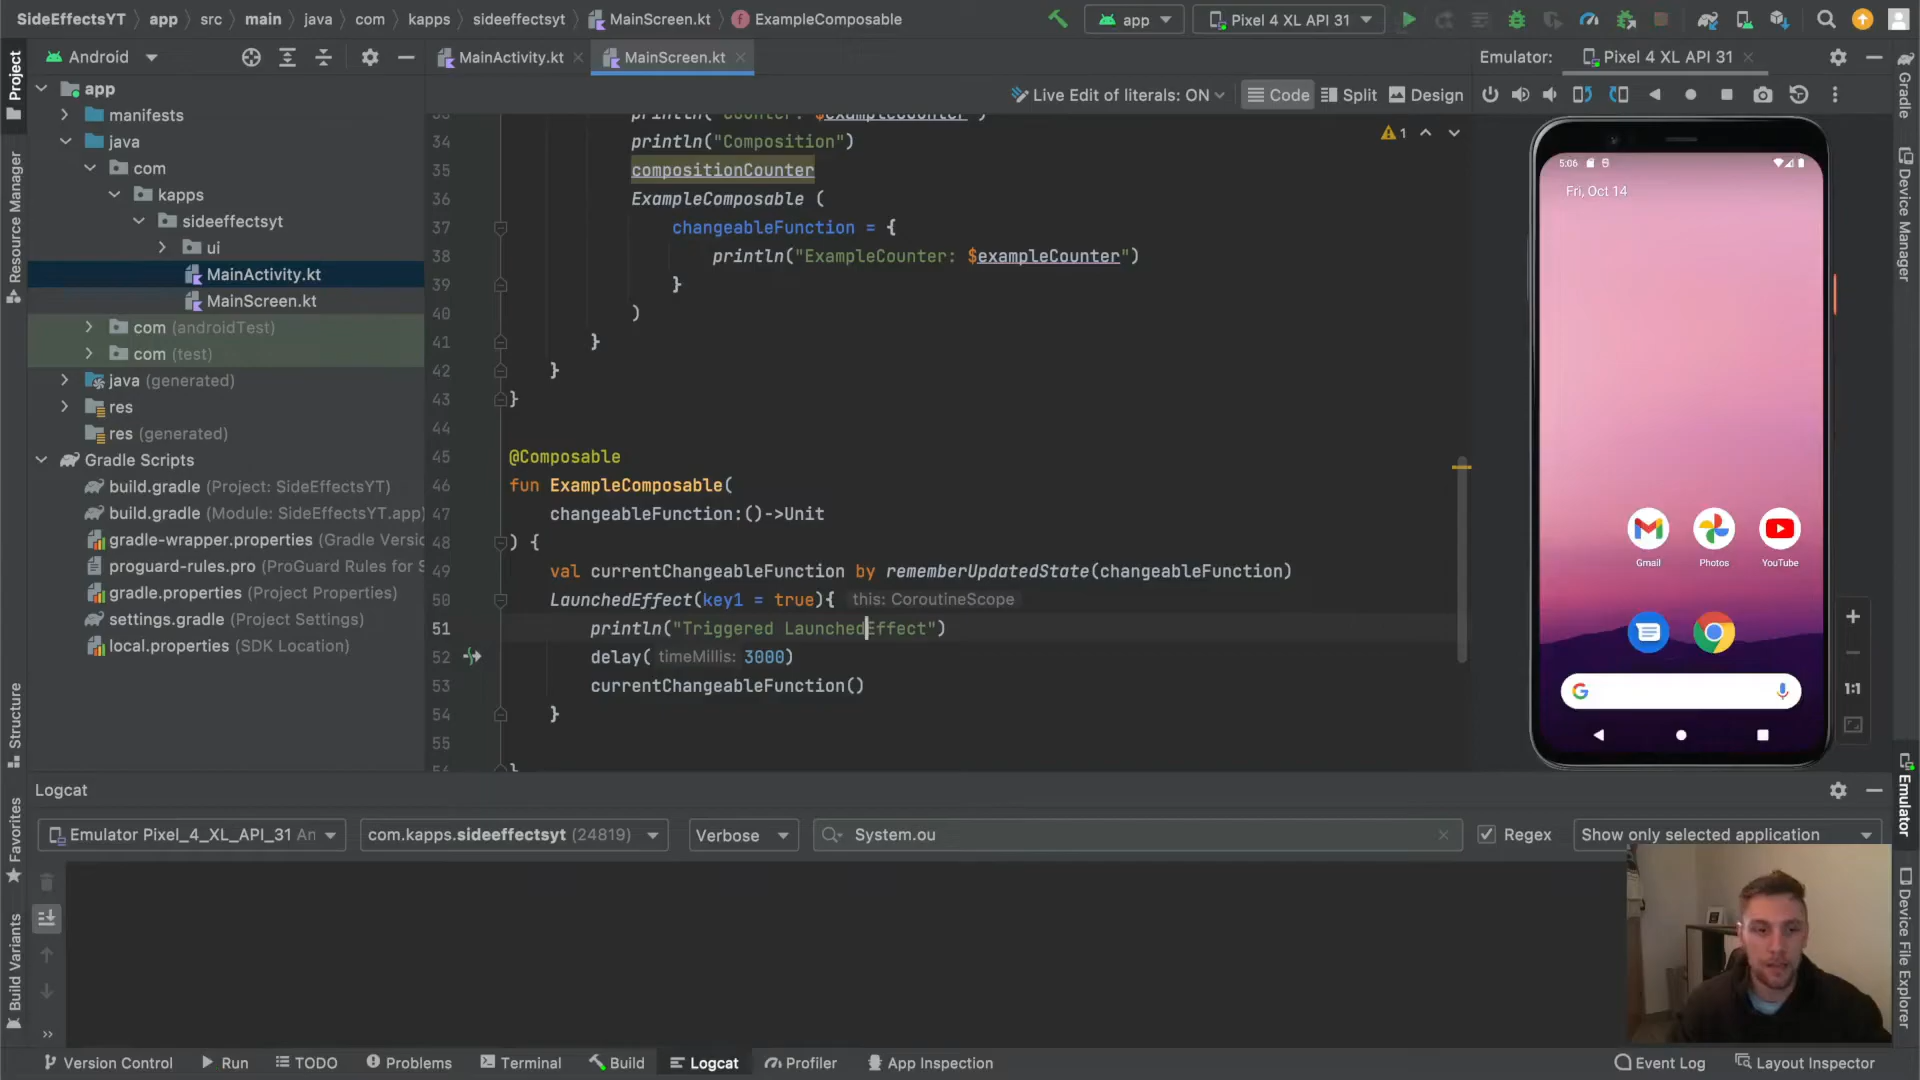 SideEffectsYT > app > src > main > java > com > kapps > sideeffectsyt > MainScreen.kt > ExampleComposable
app
Pixel 4 XL API 31
Project
Resource Manager
Structure
Favorites
Build Variants
Android
app
manifests
java
com
kapps
sideeffectsyt
ui
MainActivity.kt
MainScreen.kt
com (androidTest)
com (test)
java (generated)
res
res (generated)
Gradle Scripts
build.gradle (Project: SideEffectsYT)
build.gradle (Module: SideEffectsYT.app)
gradle-wrapper.properties (Gradle Versi
proguard-rules.pro (ProGuard Rules for S
gradle.properties (Project Properties)
settings.gradle (Project Settings)
local.properties (SDK Location)
MainActivity.kt
MainScreen.kt
Live Edit of literals: ON
Code
Split
Design
1
println("Counter: $exampleCounter")
34 println("Composition")
35 compositionCounter
36 ExampleComposable (
37 changeableFunction = {
38 println("ExampleCounter: $exampleCounter")
39 }
40 )
41 }
42 }
43 }
44
45 @Composable
46 fun ExampleComposable(
47 changeableFunction:()->Unit
48 ) {
49 val currentChangeableFunction by rememberUpdatedState(changeableFunction)
50 LaunchedEffect(key1 = true){ this: CoroutineScope
51 println("Triggered LaunchedEffect")
52 delay( timeMillis: 3000)
53 currentChangeableFunction()
54 }
55
}
Emulator:
Pixel 4 XL API 31
5:06
Fri, Oct 14
Gmail
Photos
YouTube
1:1
Gradle
Device Manager
Emulator
Device File Explorer
Logcat
Emulator Pixel_4_XL_API_31 An
com.kapps.sideeffectsyt (24819)
Verbose
System.ou
Regex
Show only selected application
Version Control
Run
TODO
Problems
Terminal
Build
Logcat
Profiler
App Inspection
Event Log
Layout Inspector